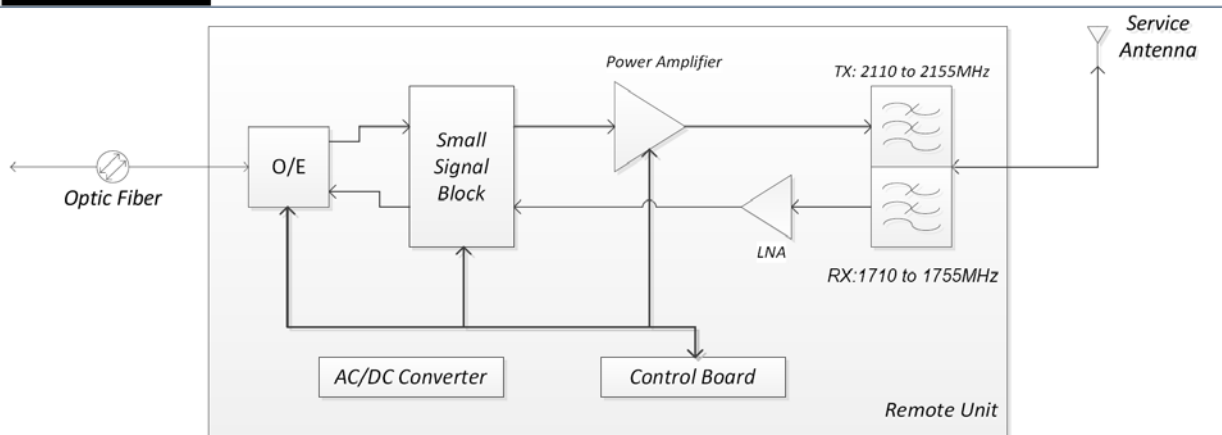 Service
Antenna
Power Amplifier
TX: 2110 to 2155MHz
Small
Signal
Block
O/E
Optic Fiber
LNA
RX:1710 to 1755MHz
AC/DC Converter
Control Board
Remote Unit